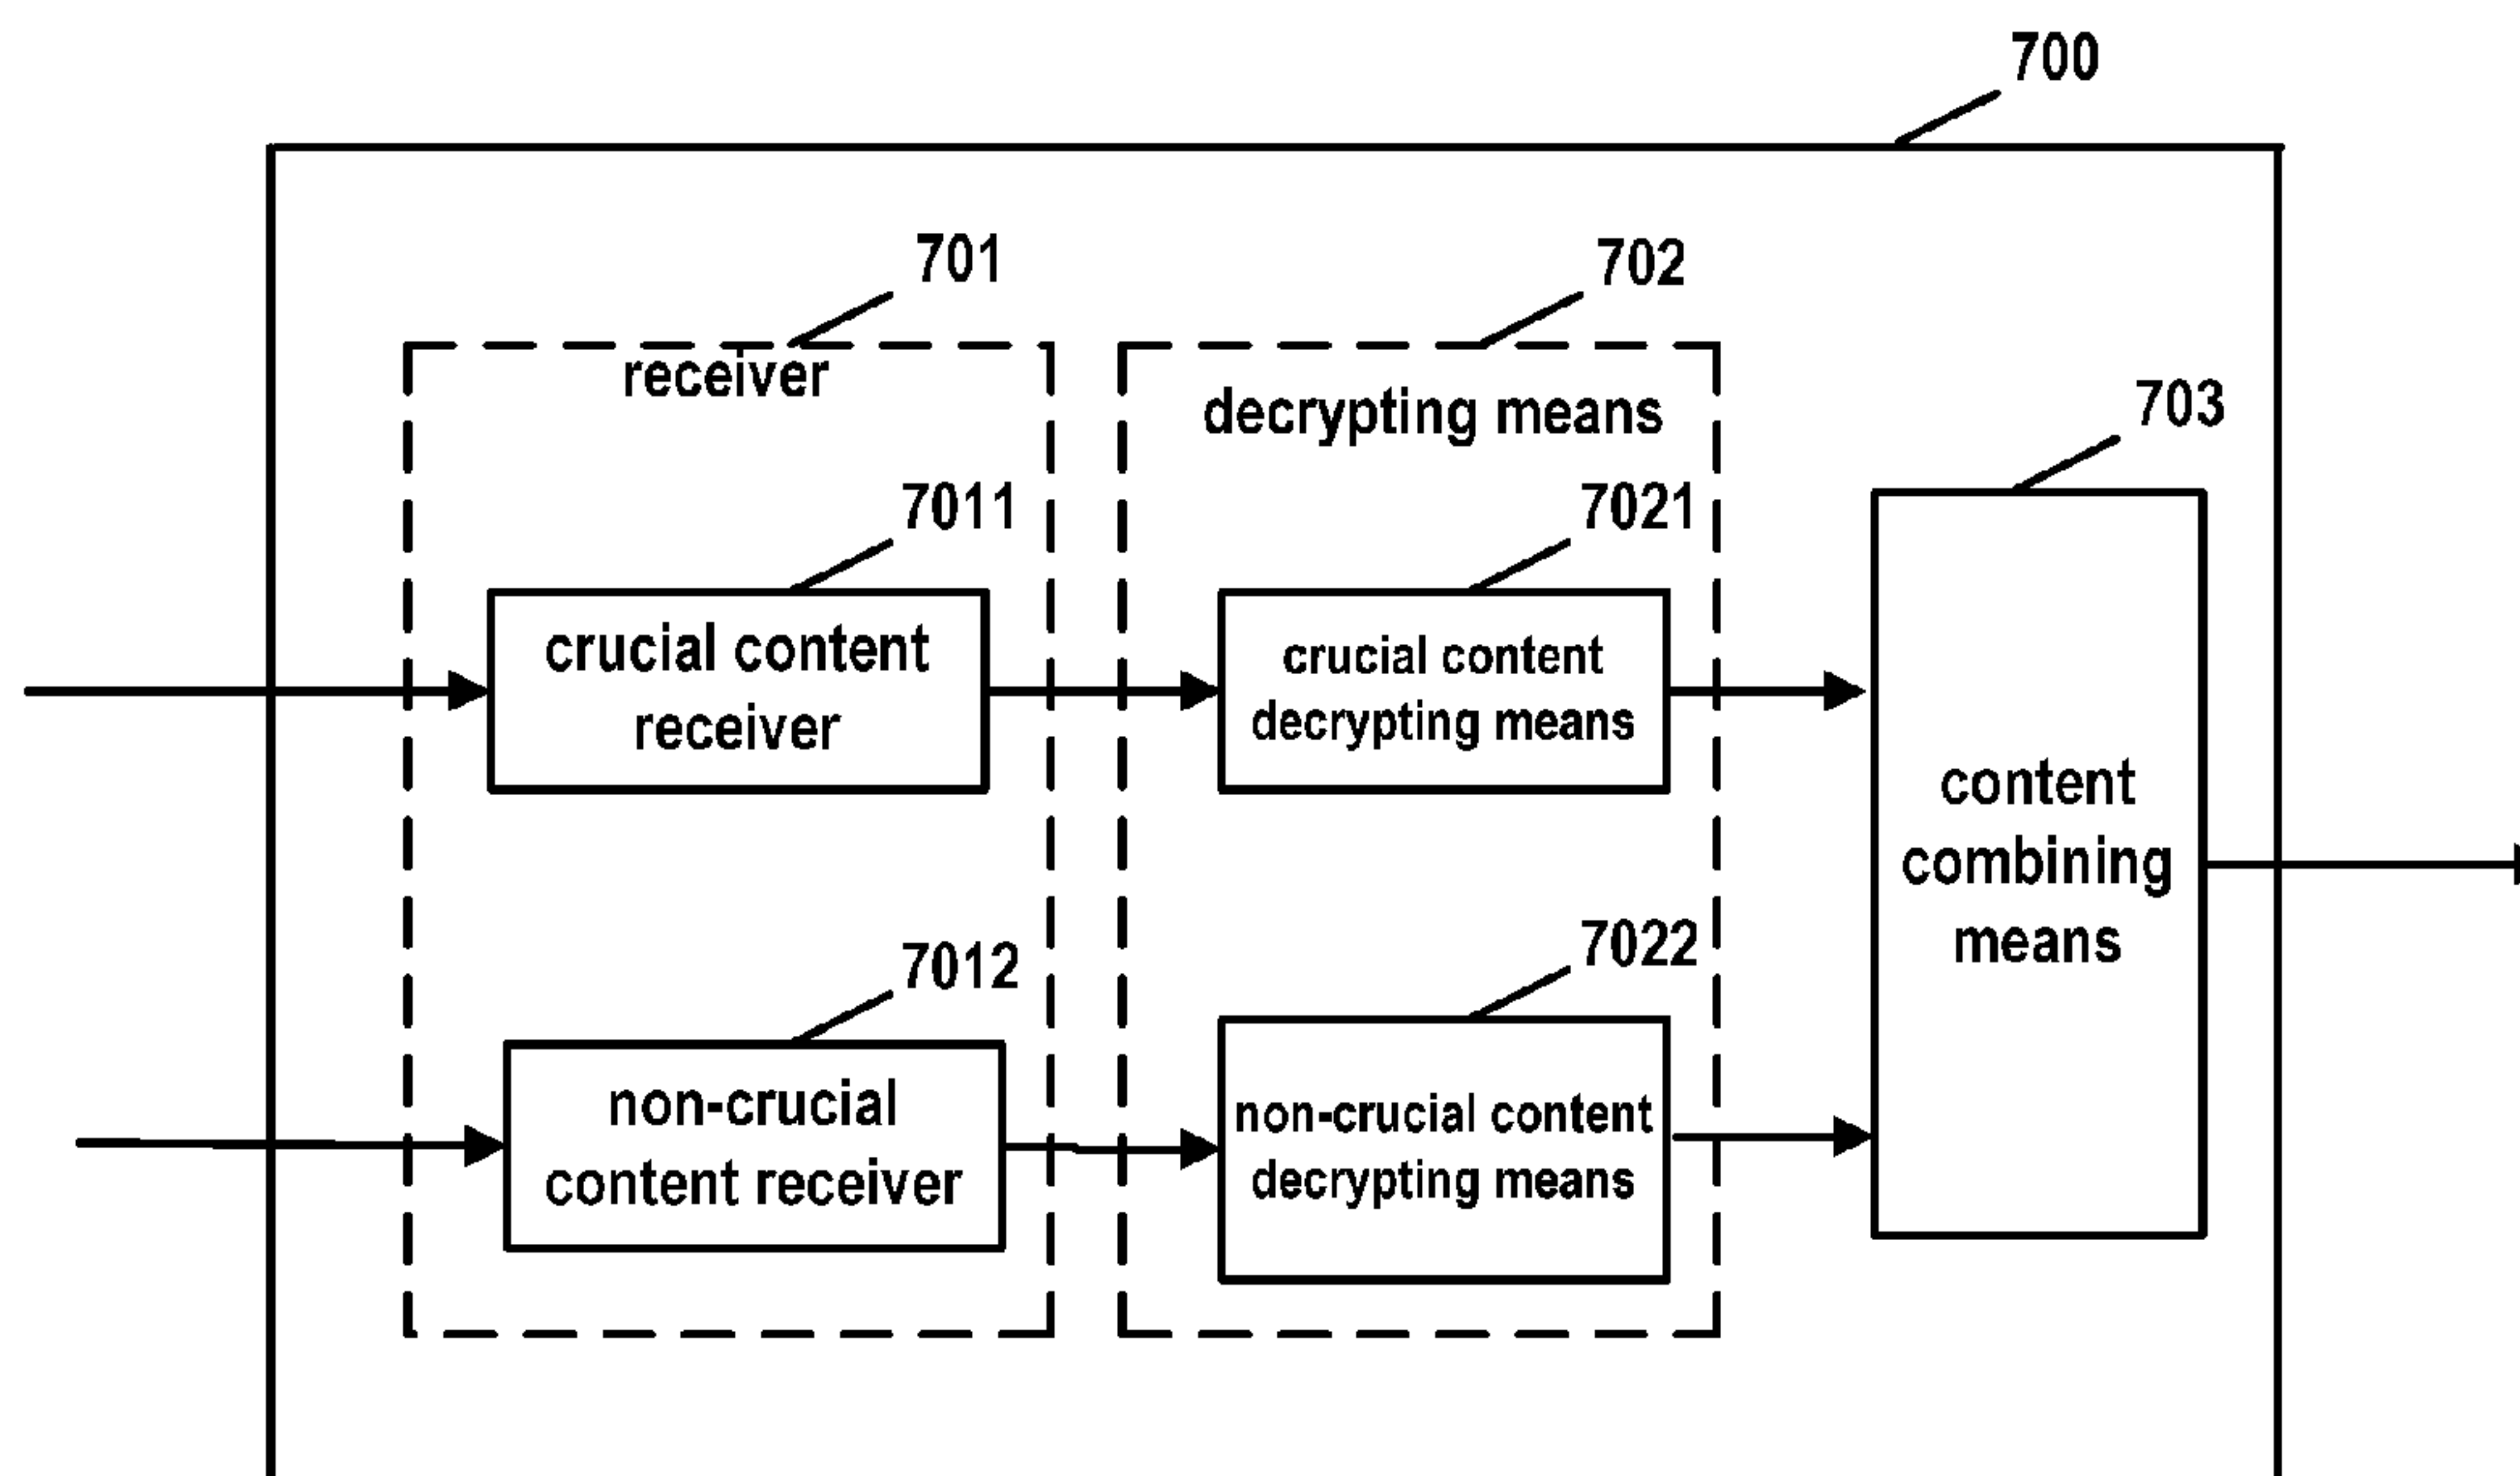 700
701
702
receiver
decrypting means
703
7011
7021
crucial content
receiver
crucial content
decrypting means
content
combining
means
7012
7022
non-crucial
content receiver
non-crucial content
decrypting means